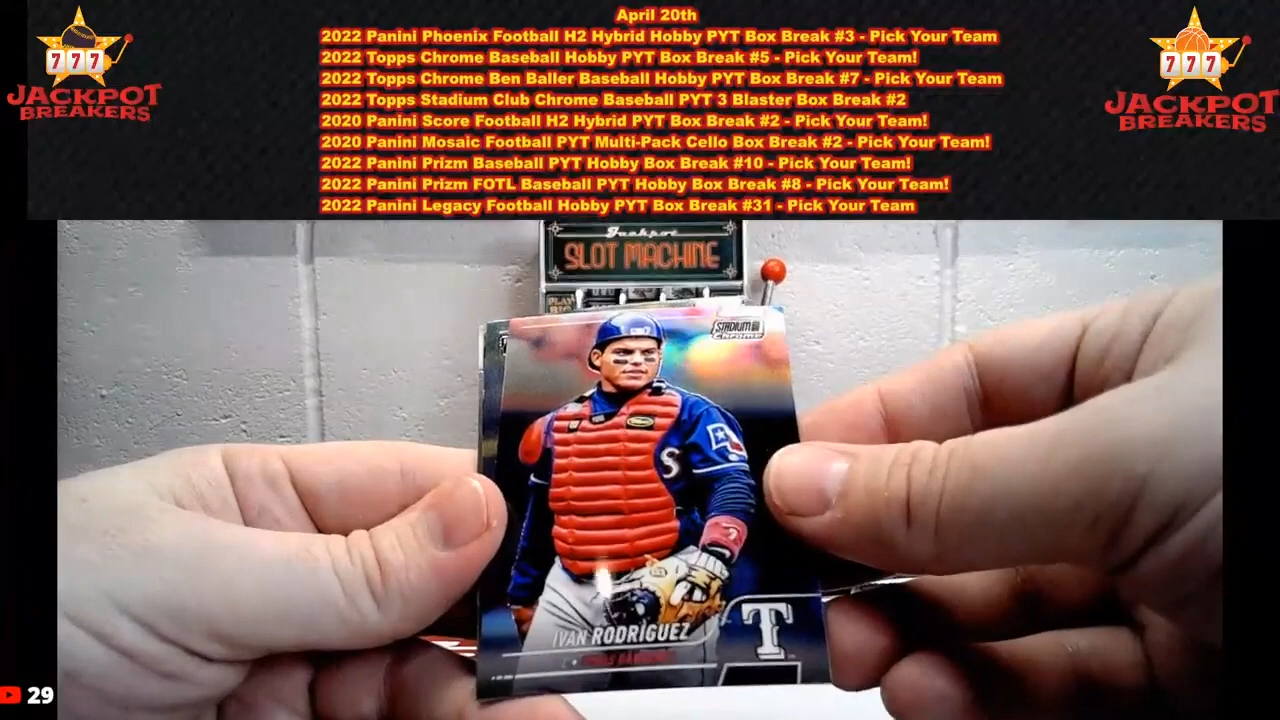 April 20th
2022 Panini Phoenix Football H2 Hybrid Hobby PYT Box Break #3 - Pick Your Team
2022 Topps Chrome Baseball Hobby PYT Box Break #5 - Pick Your Team!
2022 Topps Chrome Ben Baller Baseball Hobby PYT Box Break #7 - Pick Your Team
2022 Topps Stadium Club Chrome Baseball PYT 3 Blaster Box Break #2
2020 Panini Score Football H2 Hybrid PYT Box Break #2 - Pick Your Team!
2020 Panini Mosaic Football PYT Multi-Pack Cello Box Break #2 - Pick Your Team!
2022 Panini Prizm Baseball PYT Hobby Box Break #10 - Pick Your Team!
2022 Panini Prizm FOTL Baseball PYT Hobby Box Break #8 - Pick Your Team!
2022 Panini Legacy Football Hobby PYT Box Break #31 - Pick Your Team
777
JACKPOT
BREAKERS
777
JACKPOT
BREAKERS
Jackpot
SLOT MACHINE
PLAY
BIG
STADIUM
Chrome
S
IVAN RODRIGUEZ
C
T
29